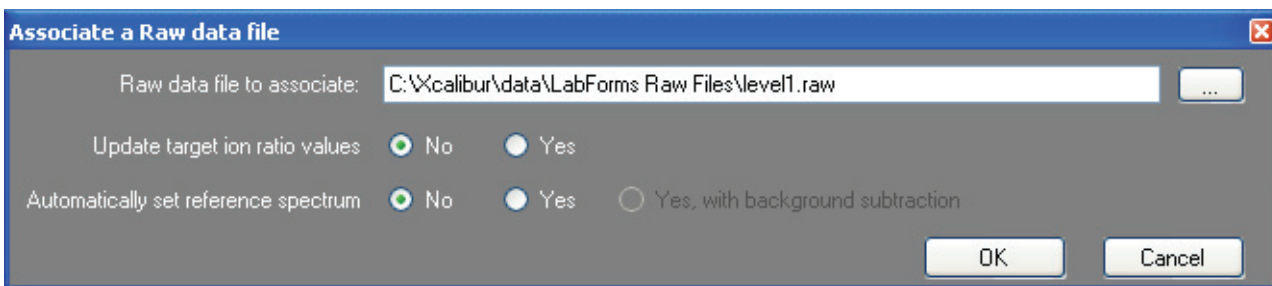 Associate a Raw data file
Raw data file to associate: C:\Xcalibur\data\LabForms Raw Files\level1.raw ...
Update target ion ratio values No Yes
Automatically set reference spectrum No Yes Yes, with background subtraction
OK Cancel